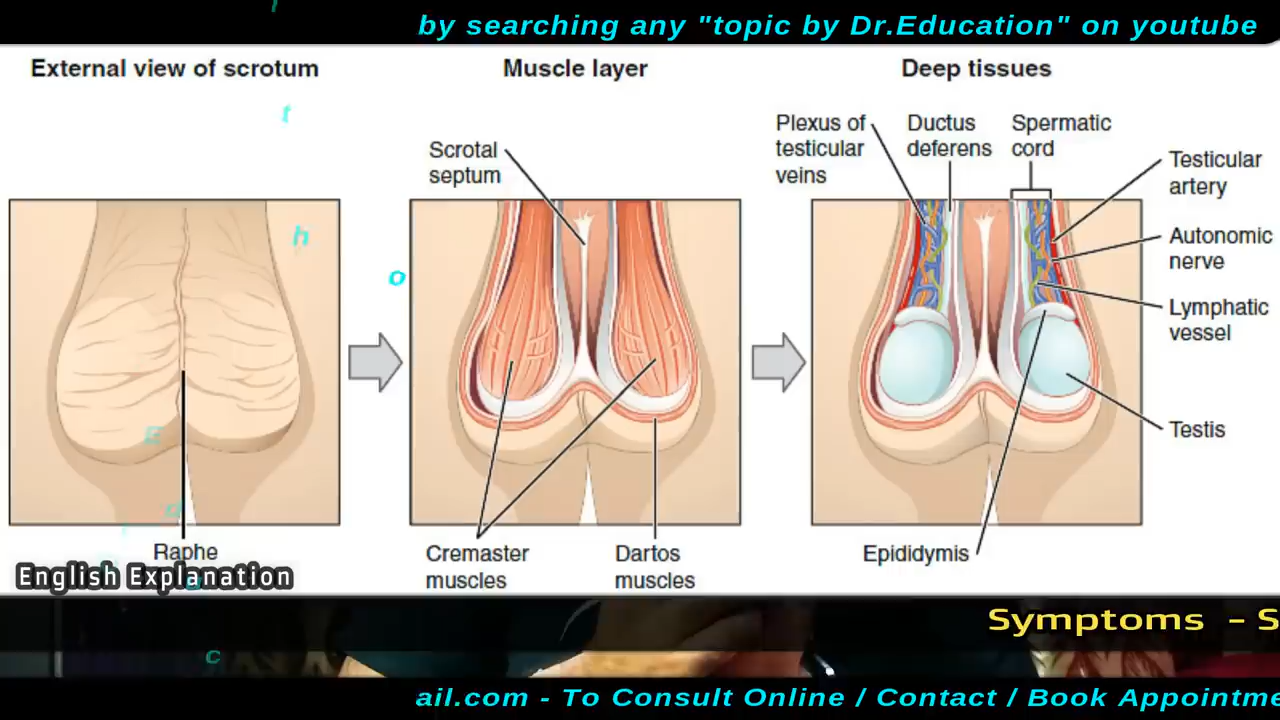 by searching any "topic by Dr.Education" on youtube
External view of scrotum
Muscle layer
Deep tissues
Plexus of
testicular
veins
Ductus
deferens
Spermatic
cord
Scrotal
septum
Testicular
artery
Autonomic
nerve
Lymphatic
vessel
Testis
Raphe
Cremaster
muscles
Dartos
muscles
Epididymis
English Explanation
Symptoms - S
ail.com - To Consult Online / Contact / Book Appointme
t
h
o
E
d
u
c